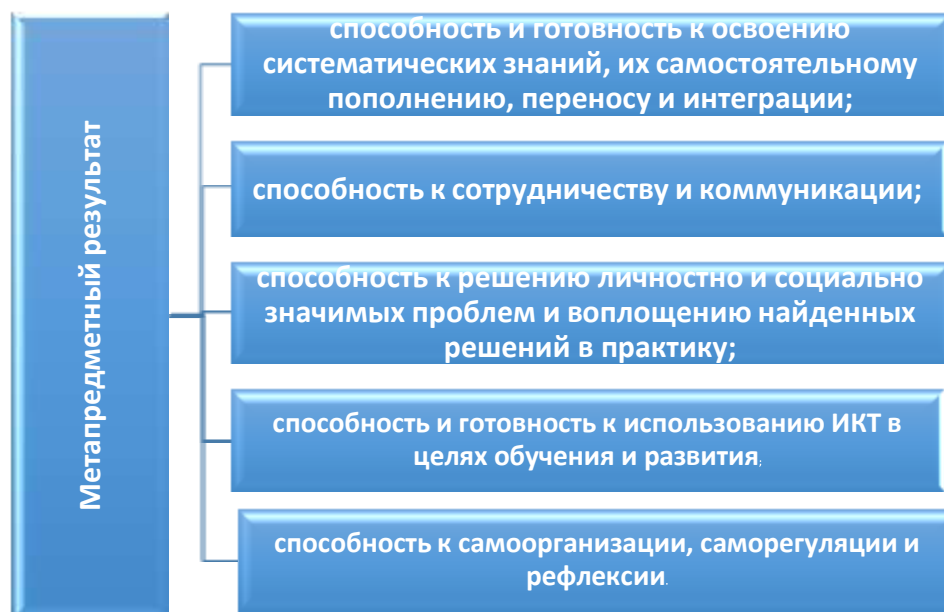 Метапредметный результат
способность и готовность к освоению
систематических знаний, их самостоятельному
пополнению, переносу и интеграции;
способность к сотрудничеству и коммуникации;
способность к решению личностно и социально
значимых проблем и воплощению найденных
решений в практику;
способность и готовность к использованию ИКТ в
целях обучения и развития;
способность к самоорганизации, саморегуляции и
рефлексии.